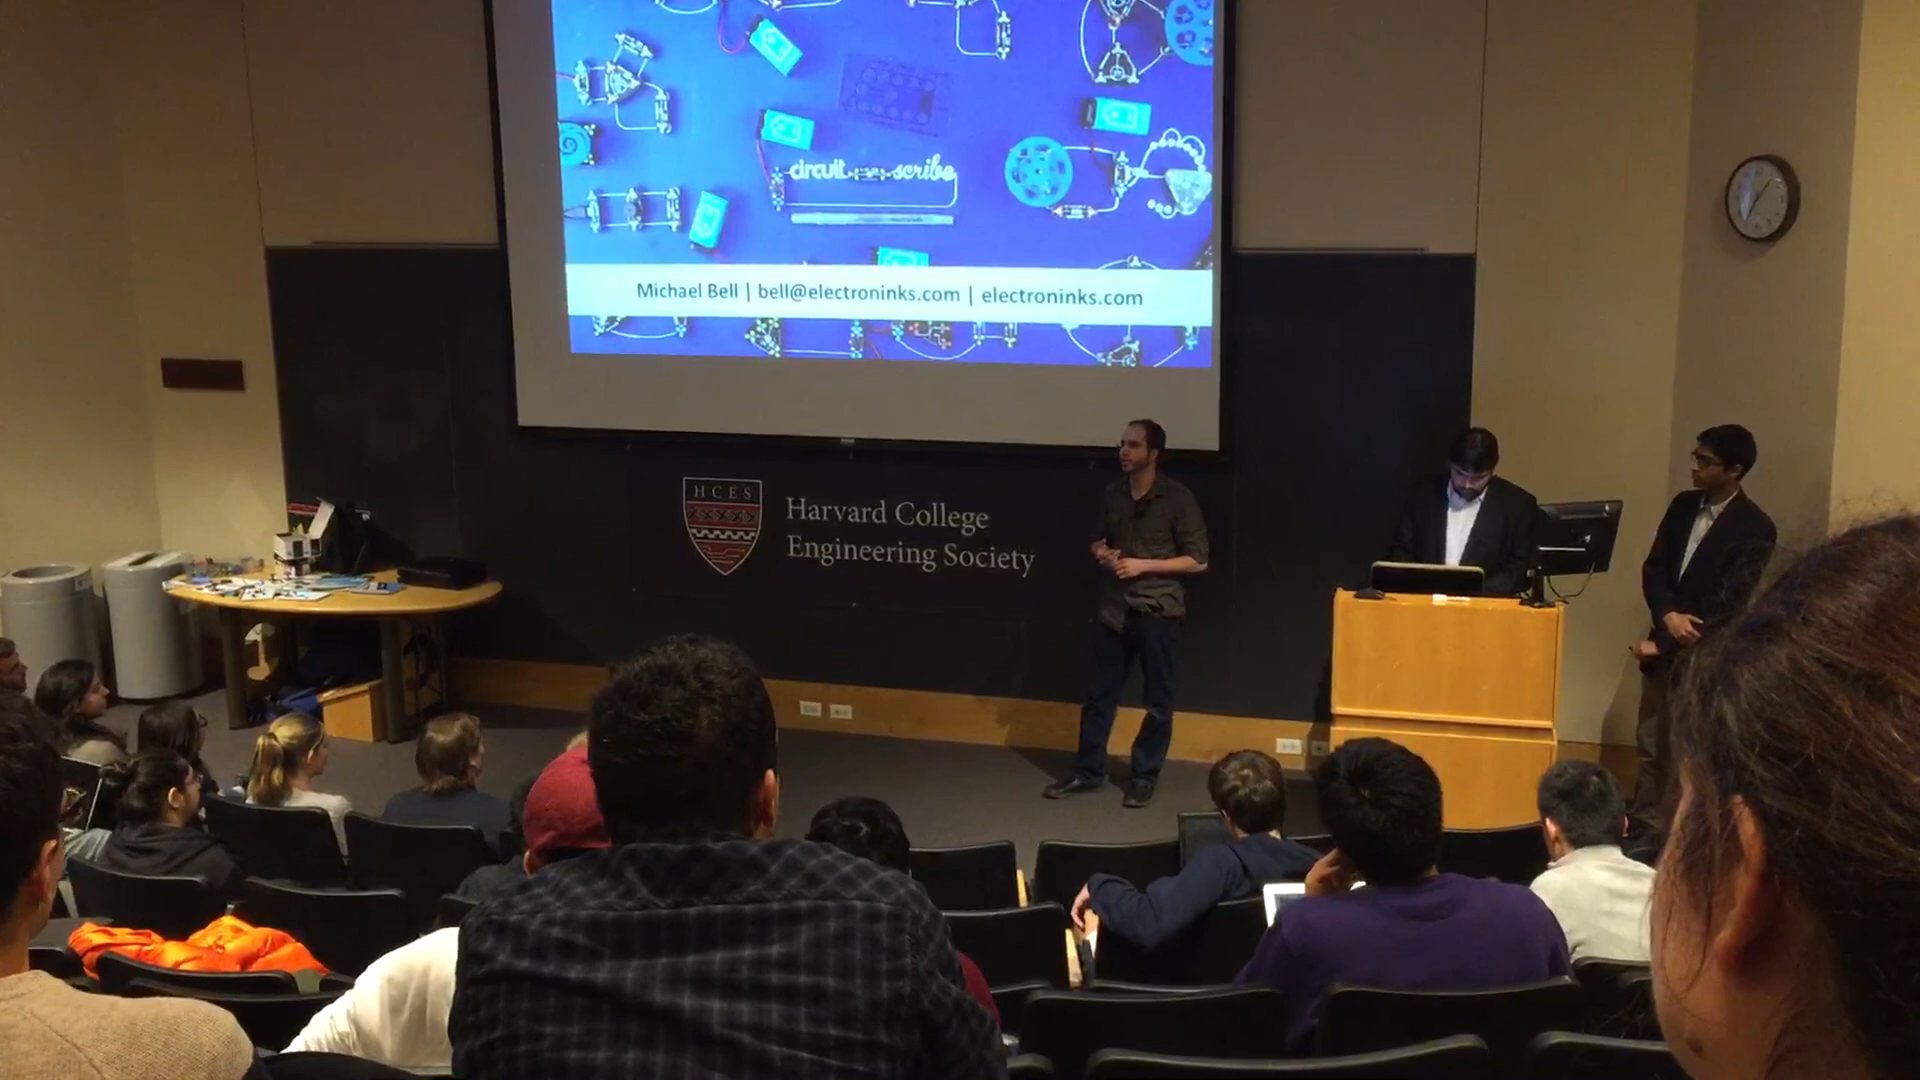 circuit scribe
Michael Bell | bell@electroninks.com | electroninks.com
HCES
Harvard College
Engineering Society